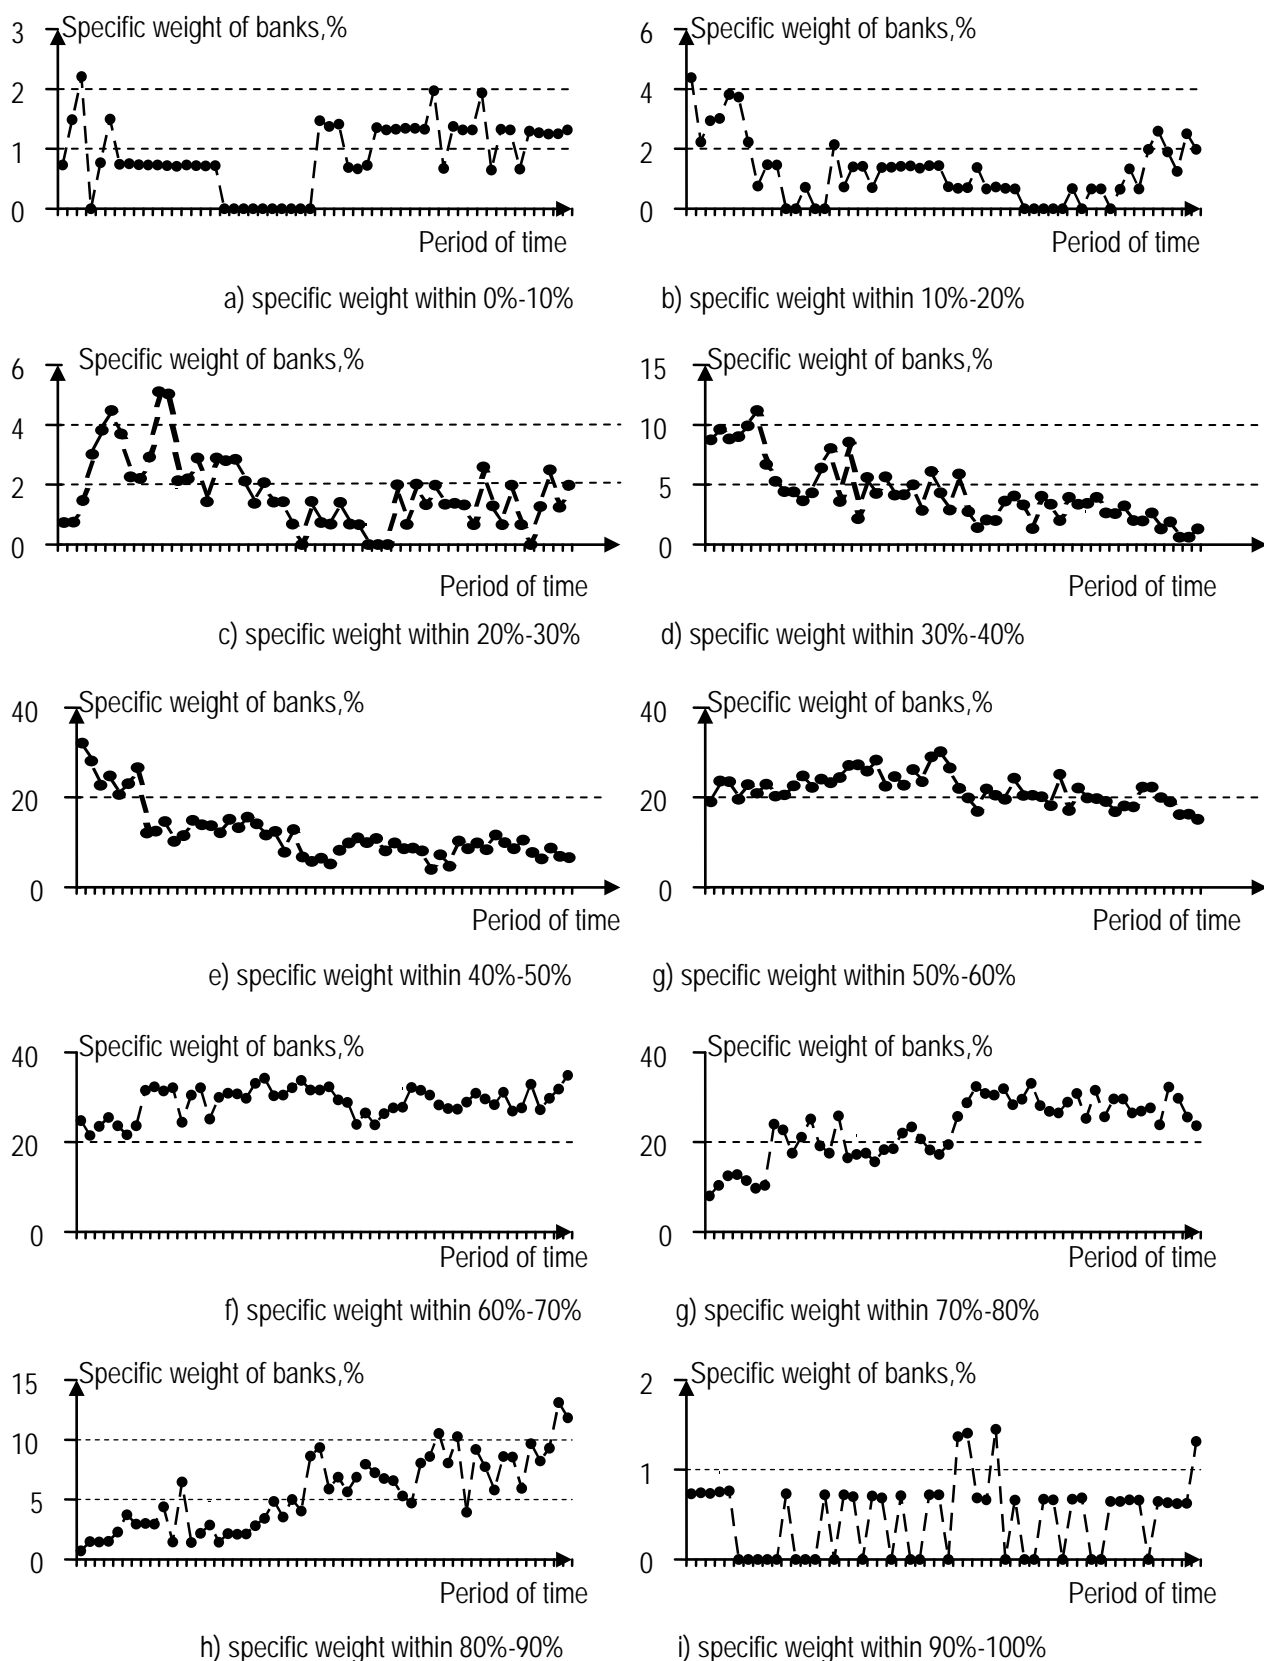 Specific weight of banks,%
3
2
1
0
Period of time
a) specific weight within 0%-10%
Specific weight of banks,%
6
4
2
0
Period of time
b) specific weight within 10%-20%
Specific weight of banks,%
6
4
2
0
Period of time
c) specific weight within 20%-30%
Specific weight of banks,%
15
10
5
0
Period of time
d) specific weight within 30%-40%
Specific weight of banks,%
40
20
0
Period of time
e) specific weight within 40%-50%
Specific weight of banks,%
40
20
0
Period of time
g) specific weight within 50%-60%
Specific weight of banks,%
40
20
0
Period of time
f) specific weight within 60%-70%
Specific weight of banks,%
40
20
0
Period of time
g) specific weight within 70%-80%
Specific weight of banks,%
15
10
5
0
Period of time
h) specific weight within 80%-90%
Specific weight of banks,%
2
1
0
Period of time
i) specific weight within 90%-100%